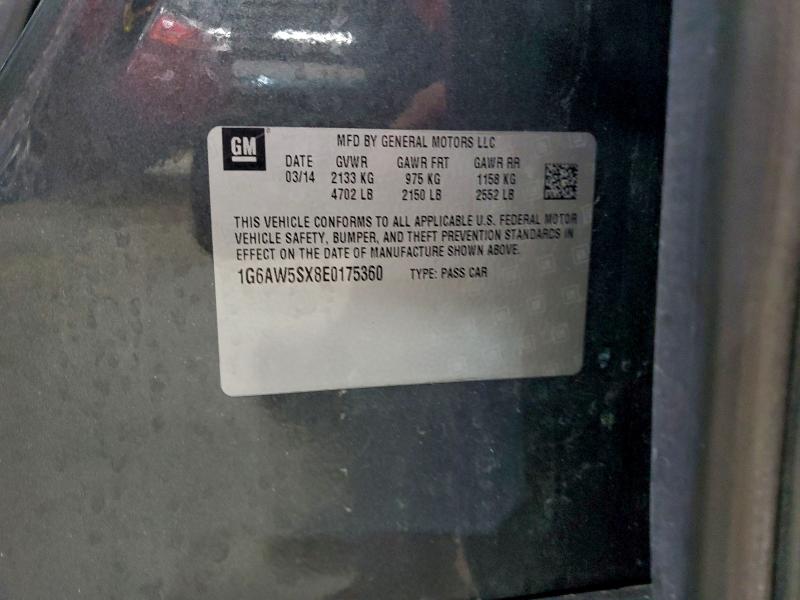 GM
MFD BY GENERAL MOTORS LLC
DATE GVWR GAWR FRT GAWR RR
03/14 2133 KG 975 KG 1158 KG
4702 LB 2150 LB 2552 LB
THIS VEHICLE CONFORMS TO ALL APPLICABLE U.S. FEDERAL MOTOR
VEHICLE SAFETY, BUMPER, AND THEFT PREVENTION STANDARDS IN
EFFECT ON THE DATE OF MANUFACTURE SHOWN ABOVE.
1G6AW5SX8E0175360 TYPE: PASS CAR